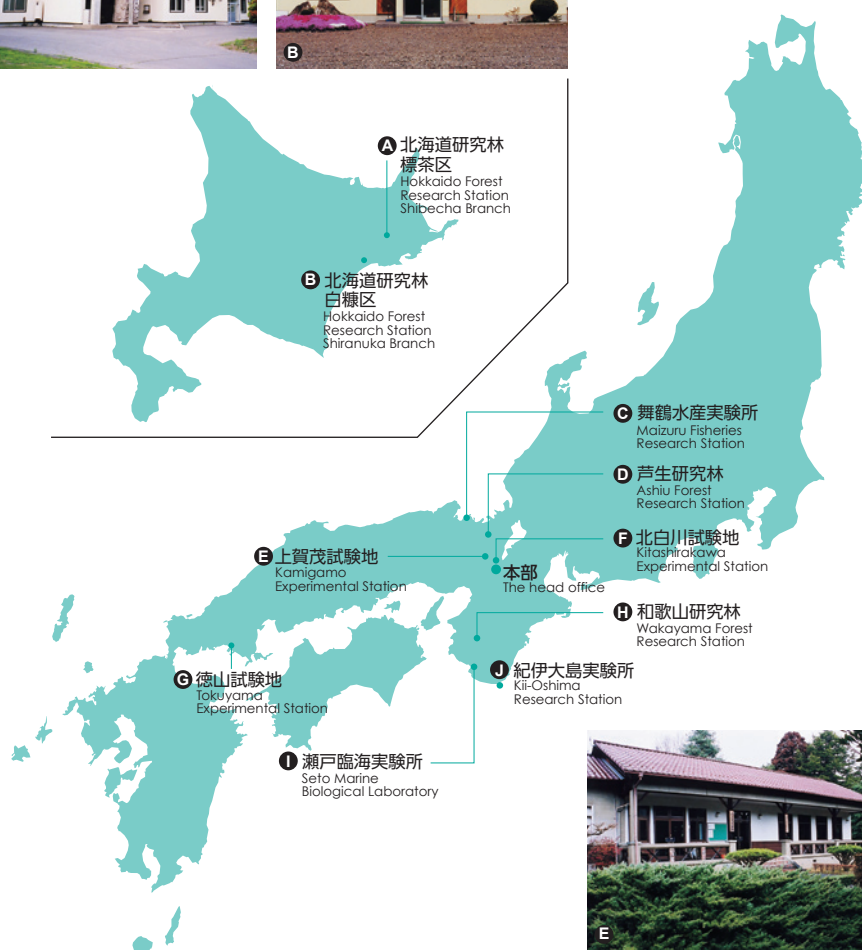 B
A 北海道研究林
標茶区
Hokkaido Forest
Research Station
Shibecha Branch
B 北海道研究林
白糠区
Hokkaido Forest
Research Station
Shiranuka Branch
C 舞鶴水産実験所
Maizuru Fisheries
Research Station
D 芦生研究林
Ashiu Forest
Research Station
F 北白川試験地
Kitashirakawa
Experimental Station
E 上賀茂試験地
Kamigamo
Experimental Station
本部
The head office
H 和歌山研究林
Wakayama Forest
Research Station
J 紀伊大島実験所
Kii-Oshima
Research Station
G 徳山試験地
Tokuyama
Experimental Station
I 瀬戸臨海実験所
Seto Marine
Biological Laboratory
E